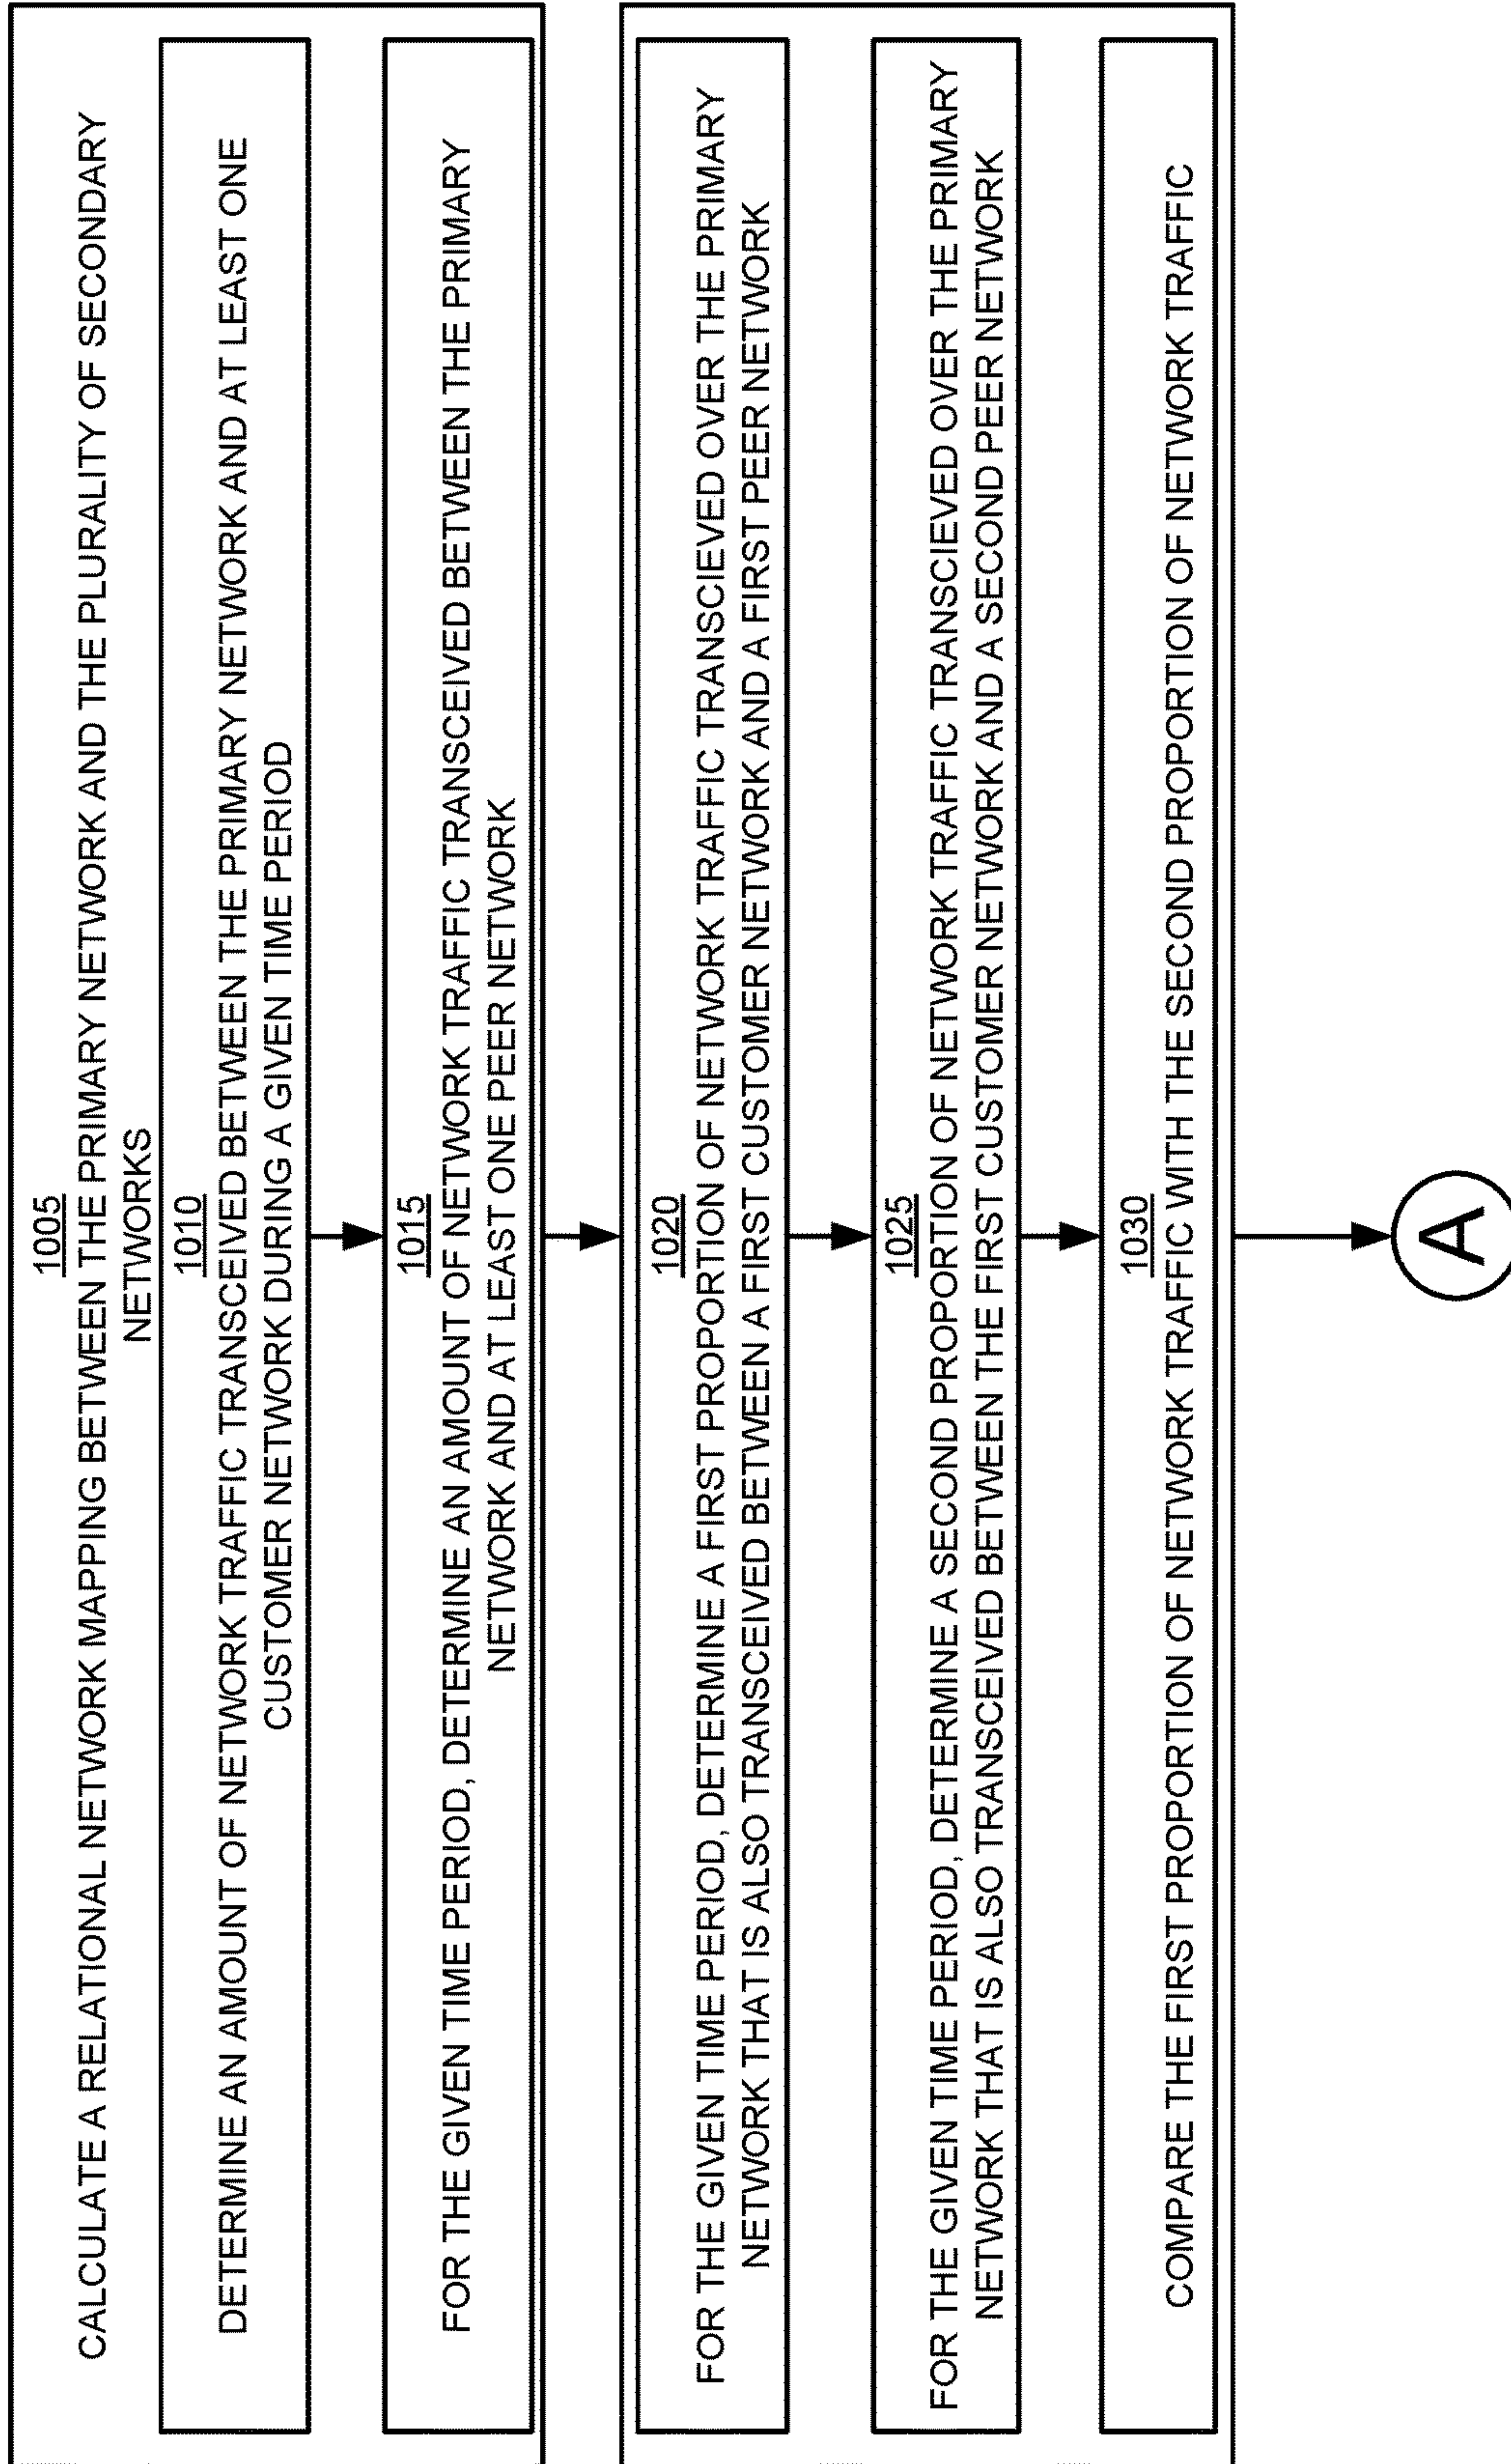 1005
CALCULATE A RELATIONAL NETWORK MAPPING BETWEEN THE PRIMARY NETWORK AND THE PLURALITY OF SECONDARY
NETWORKS
1010
DETERMINE AN AMOUNT OF NETWORK TRAFFIC TRANSCEIVED BETWEEN THE PRIMARY NETWORK AND AT LEAST ONE
CUSTOMER NETWORK DURING A GIVEN TIME PERIOD
1015
FOR THE GIVEN TIME PERIOD, DETERMINE AN AMOUNT OF NETWORK TRAFFIC TRANSCEIVED BETWEEN THE PRIMARY
NETWORK AND AT LEAST ONE PEER NETWORK
1020
FOR THE GIVEN TIME PERIOD, DETERMINE A FIRST PROPORTION OF NETWORK TRAFFIC TRANSCIEVED OVER THE PRIMARY
NETWORK THAT IS ALSO TRANSCEIVED BETWEEN A FIRST CUSTOMER NETWORK AND A FIRST PEER NETWORK
1025
FOR THE GIVEN TIME PERIOD, DETERMINE A SECOND PROPORTION OF NETWORK TRAFFIC TRANSCIEVED OVER THE PRIMARY
NETWORK THAT IS ALSO TRANSCEIVED BETWEEN THE FIRST CUSTOMER NETWORK AND A SECOND PEER NETWORK
1030
COMPARE THE FIRST PROPORTION OF NETWORK TRAFFIC WITH THE SECOND PROPORTION OF NETWORK TRAFFIC
A